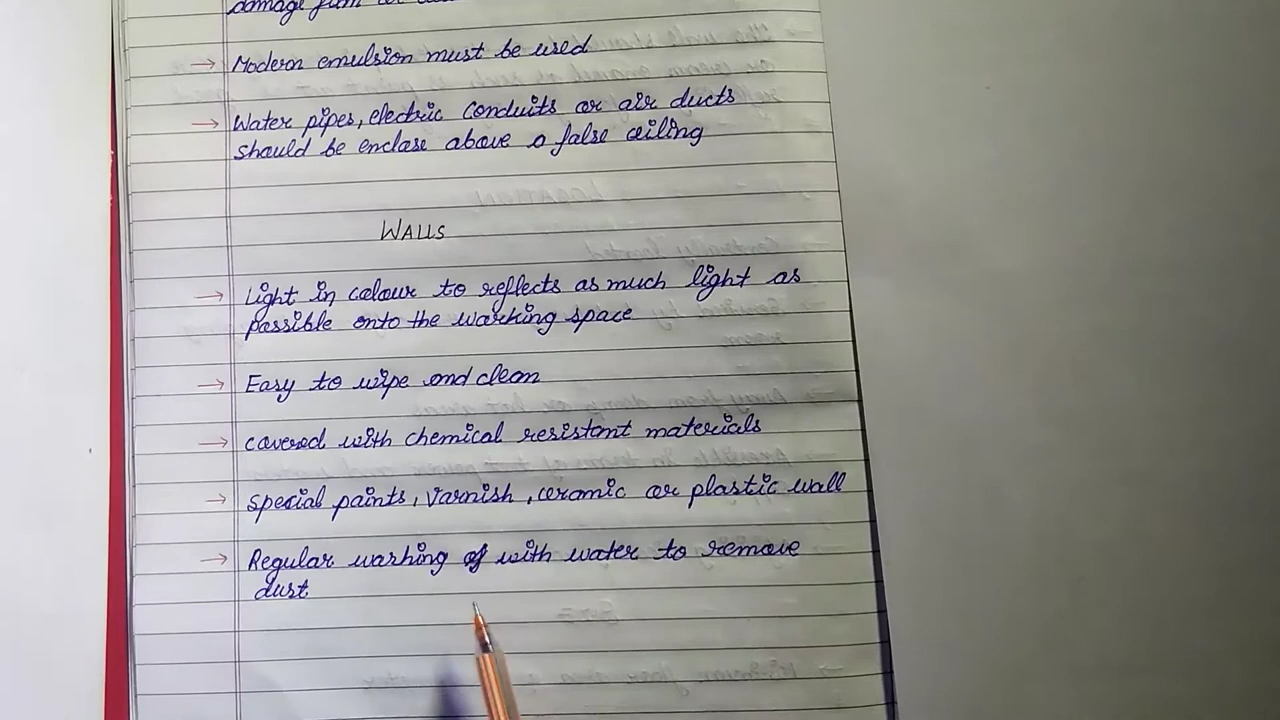 damage from
→ Modern emulsion must be used
→ Water pipes, electric conduits or air ducts
should be enclose above a false ceiling
WALLS
→ Light in colour to reflects as much light as
possible onto the working space
→ Easy to wipe and clean
→ covered with chemical resistant materials
→ special paints, varnish, ceramic or plastic wall
→ Regular washing of with water to remove
dust